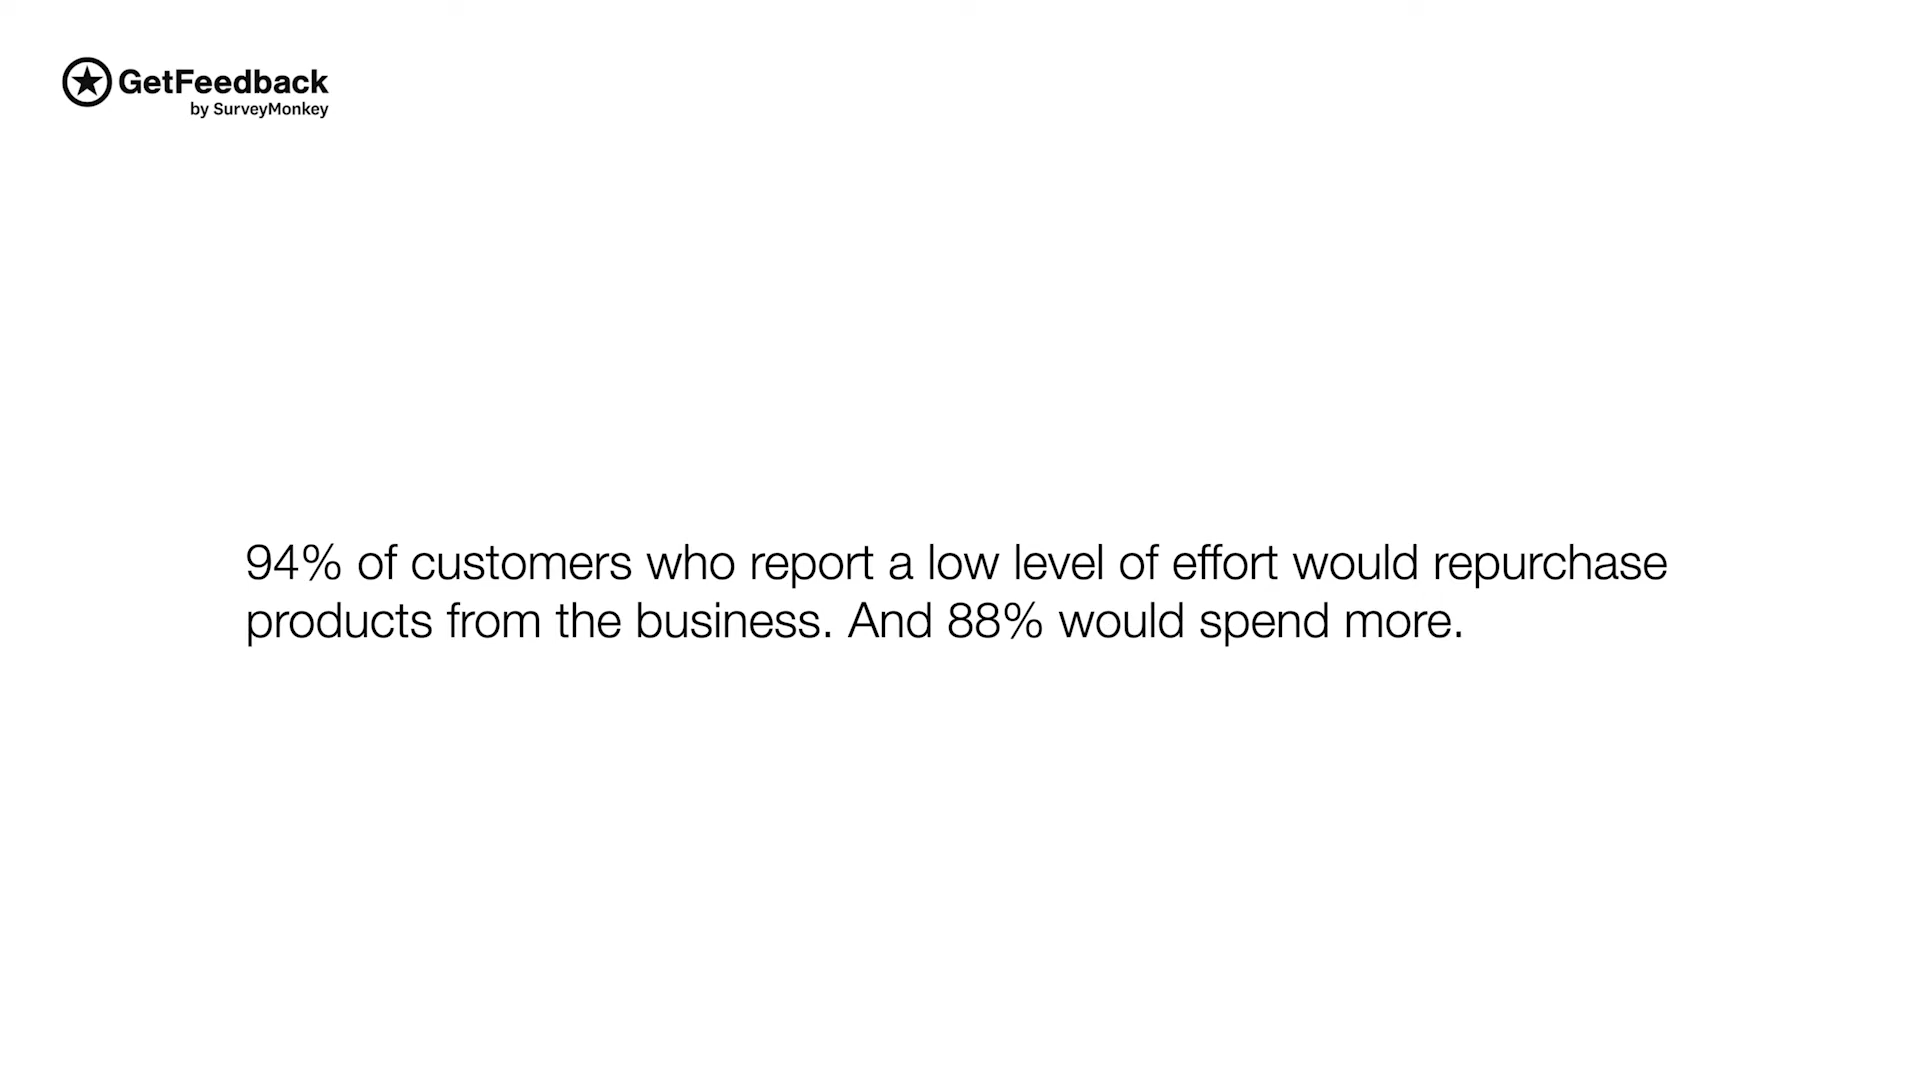 GetFeedback
by SurveyMonkey
94% of customers who report a low level of effort would repurchase
products from the business. And 88% would spend more.